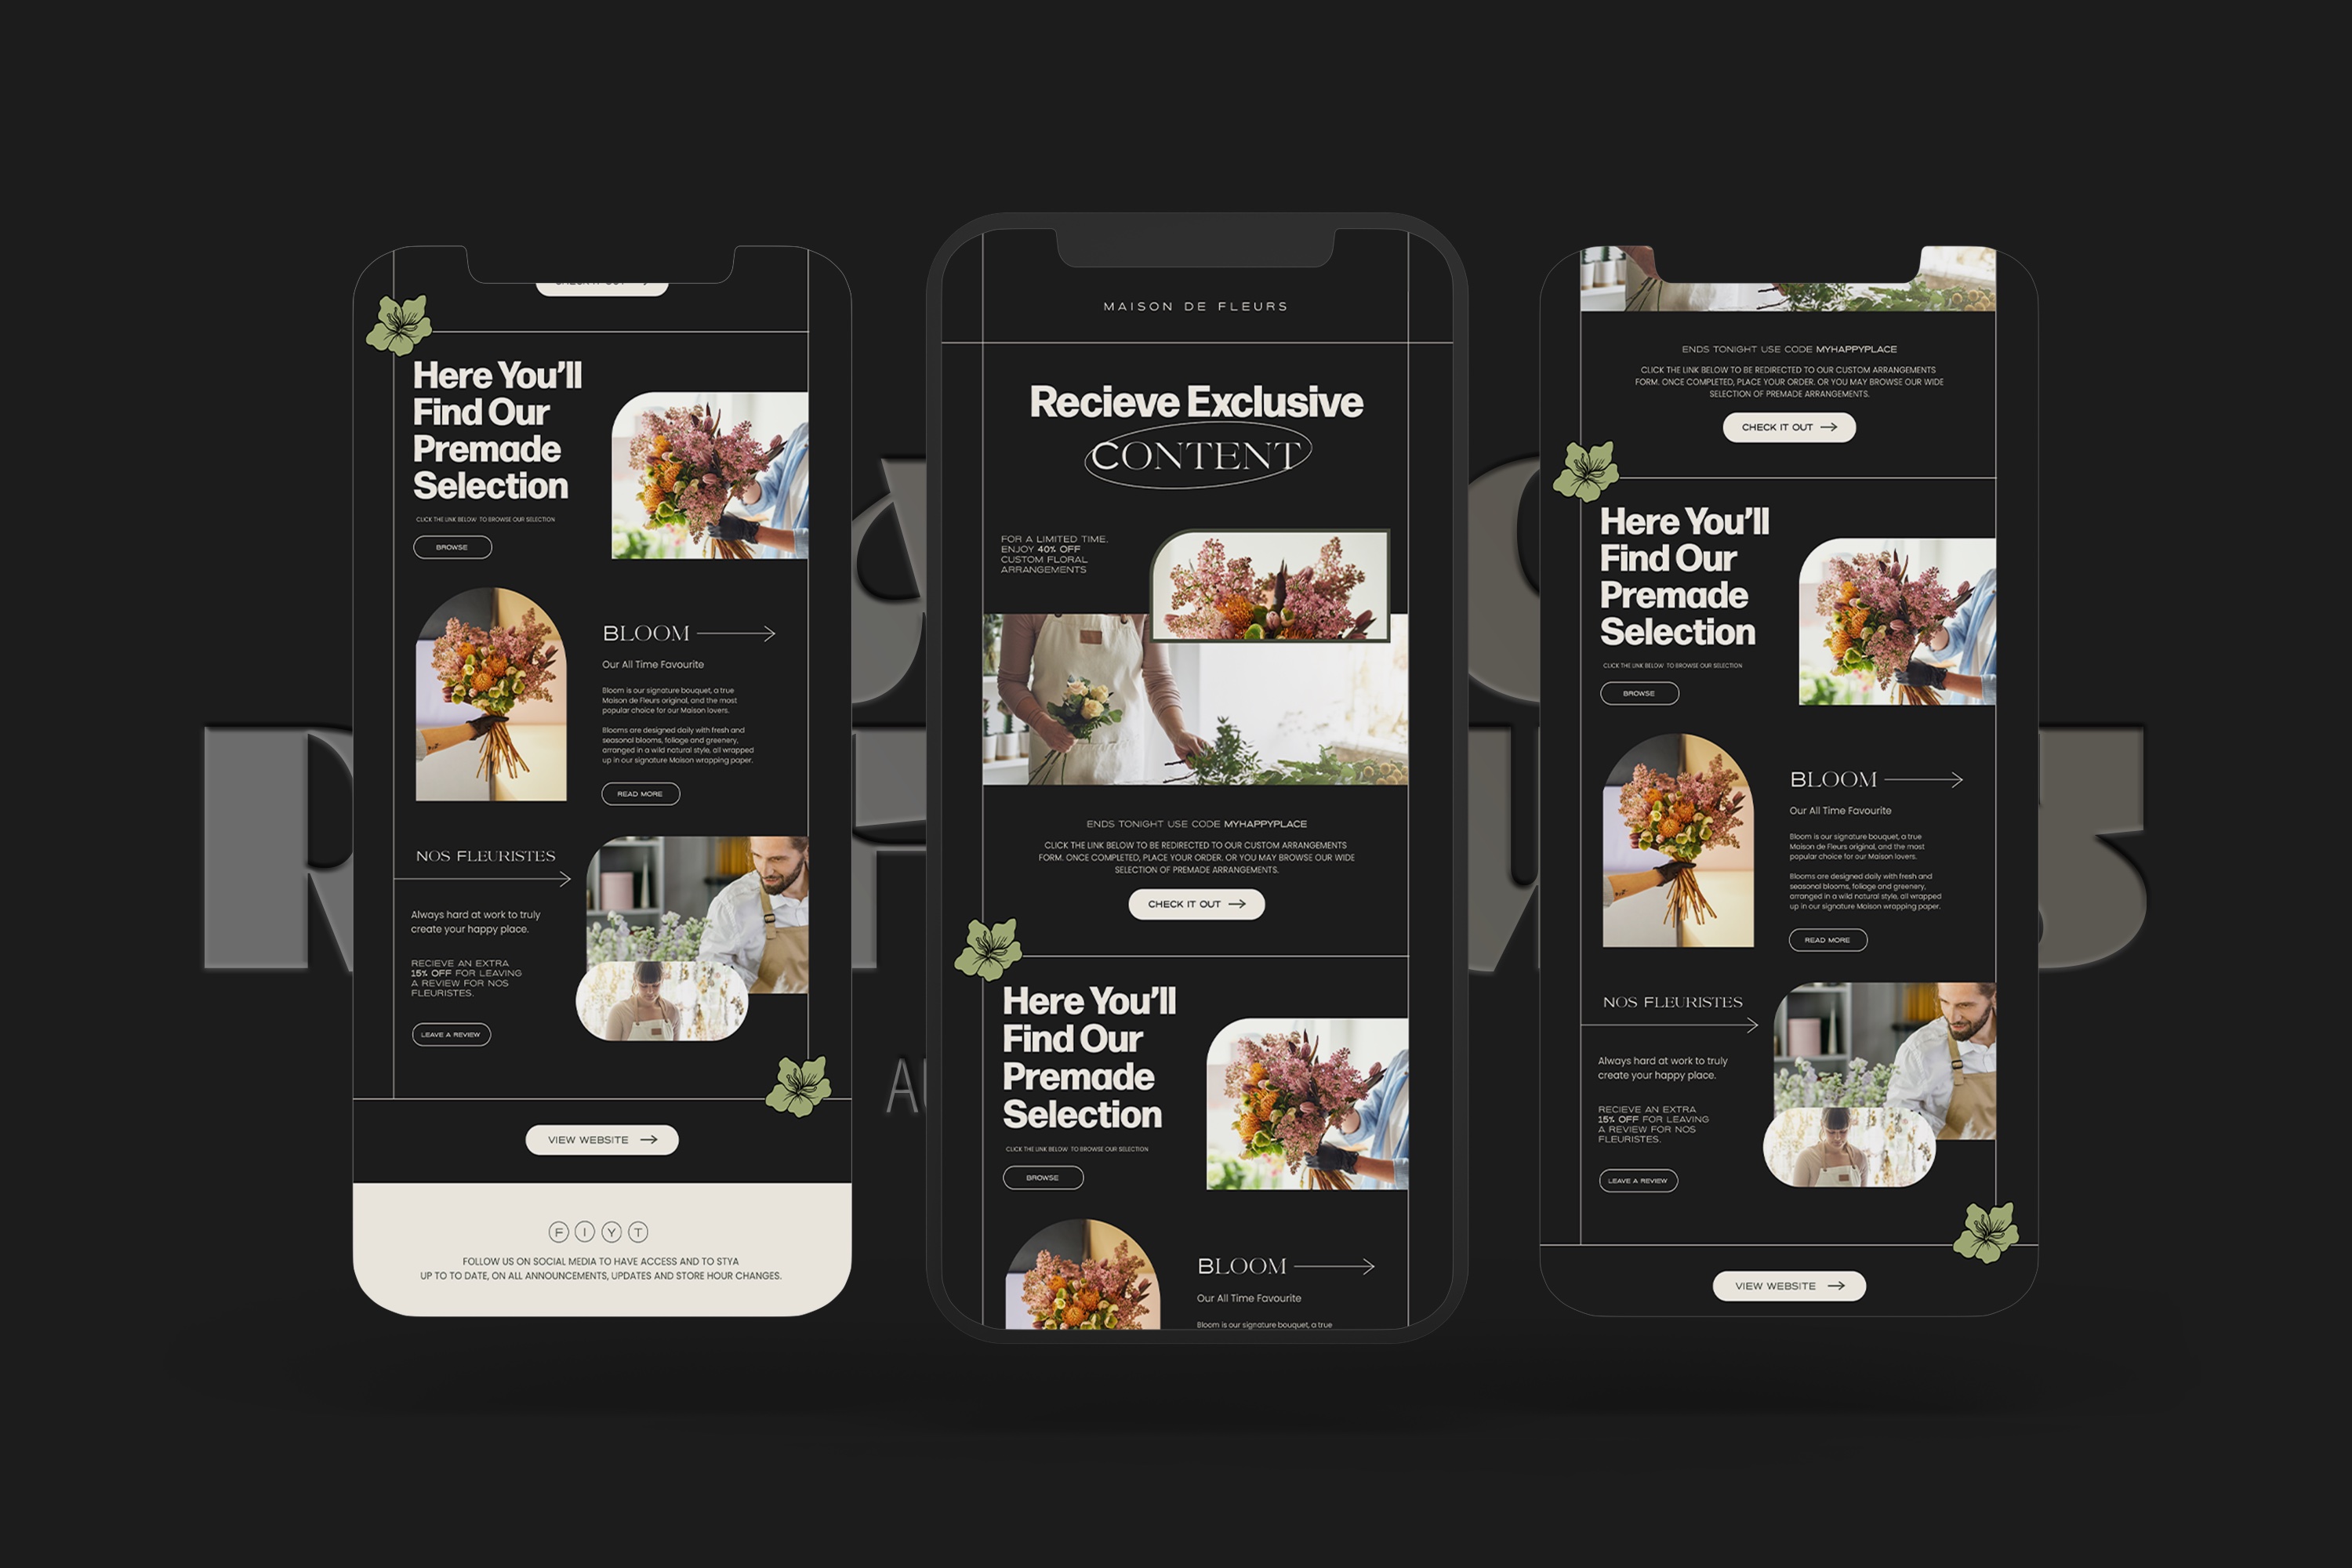 CHECK IT OUT
Here You'll
Find Our
Premade
Selection
CLICK THE LINK BELOW TO BROWSE OUR SELECTION
BROWSE
BLOOM
Our All Time Favourite
Bloom is our signature bouquet, a true
Maison de Fleurs original, and the most
popular choice for our Maison lovers.
Blooms are designed daily with fresh and
seasonal blooms, foliage and greenery,
arranged in a wild natural style, all wrapped
up in our signature Maison wrapping paper.
READ MORE
NOS FLEURISTES
Always hard at work to truly
create your happy place.
RECIEVE AN EXTRA
15% OFF FOR LEAVING
A REVIEW FOR NOS
FLEURISTES.
LEAVE A REVIEW
VIEW WEBSITE
F I Y T
FOLLOW US ON SOCIAL MEDIA TO HAVE ACCESS AND TO STYA
UP TO TO DATE, ON ALL ANNOUNCEMENTS, UPDATES AND STORE HOUR CHANGES.
MAISON DE FLEURS
Recieve Exclusive
CONTENT
FOR A LIMITED TIME.
ENJOY 40% OFF
CUSTOM FLORAL
ARRANGEMENTS
ENDS TONIGHT USE CODE MYHAPPYPLACE
CLICK THE LINK BELOW TO BE REDIRECTED TO OUR CUSTOM ARRANGEMENTS
FORM. ONCE COMPLETED, PLACE YOUR ORDER. OR YOU MAY BROWSE OUR WIDE
SELECTION OF PREMADE ARRANGEMENTS.
CHECK IT OUT
Here You'll
Find Our
Premade
Selection
CLICK THE LINK BELOW TO BROWSE OUR SELECTION
BROWSE
BLOOM
Our All Time Favourite
Bloom is our signature bouquet, a true
ENDS TONIGHT USE CODE MYHAPPYPLACE
CLICK THE LINK BELOW TO BE REDIRECTED TO OUR CUSTOM ARRANGEMENTS
FORM. ONCE COMPLETED, PLACE YOUR ORDER. OR YOU MAY BROWSE OUR WIDE
SELECTION OF PREMADE ARRANGEMENTS.
CHECK IT OUT
Here You'll
Find Our
Premade
Selection
CLICK THE LINK BELOW TO BROWSE OUR SELECTION
BROWSE
BLOOM
Our All Time Favourite
Bloom is our signature bouquet, a true
Maison de Fleurs original, and the most
popular choice for our Maison lovers.
Blooms are designed daily with fresh and
seasonal blooms, foliage and greenery,
arranged in a wild natural style, all wrapped
up in our signature Maison wrapping paper.
READ MORE
NOS FLEURISTES
Always hard at work to truly
create your happy place.
RECIEVE AN EXTRA
15% OFF FOR LEAVING
A REVIEW FOR NOS
FLEURISTES.
LEAVE A REVIEW
VIEW WEBSITE